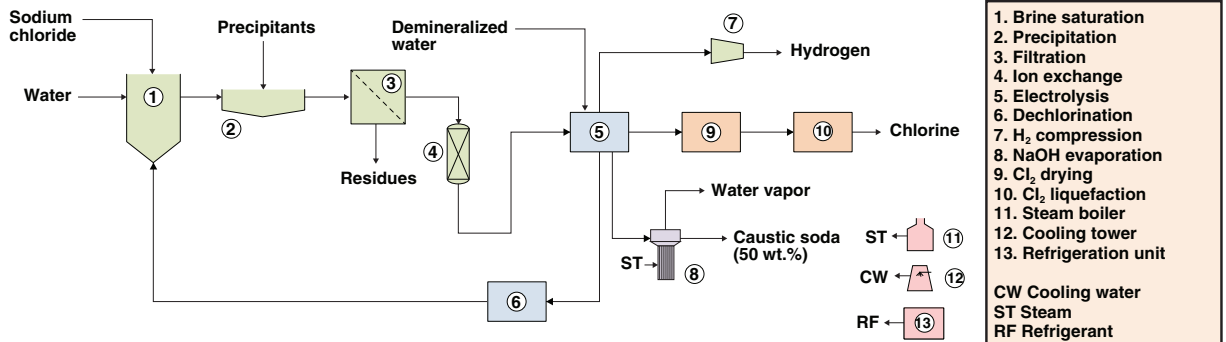 Sodium
chloride
Water
1
Precipitants
2
3
Residues
4
Demineralized
water
5
6
7
Hydrogen
9
10
Chlorine
Water vapor
Caustic soda
(50 wt.%)
ST
8
ST
11
CW
12
RF
13
1. Brine saturation
2. Precipitation
3. Filtration
4. Ion exchange
5. Electrolysis
6. Dechlorination
7. H₂ compression
8. NaOH evaporation
9. Cl₂ drying
10. Cl₂ liquefaction
11. Steam boiler
12. Cooling tower
13. Refrigeration unit
CW Cooling water
ST Steam
RF Refrigerant